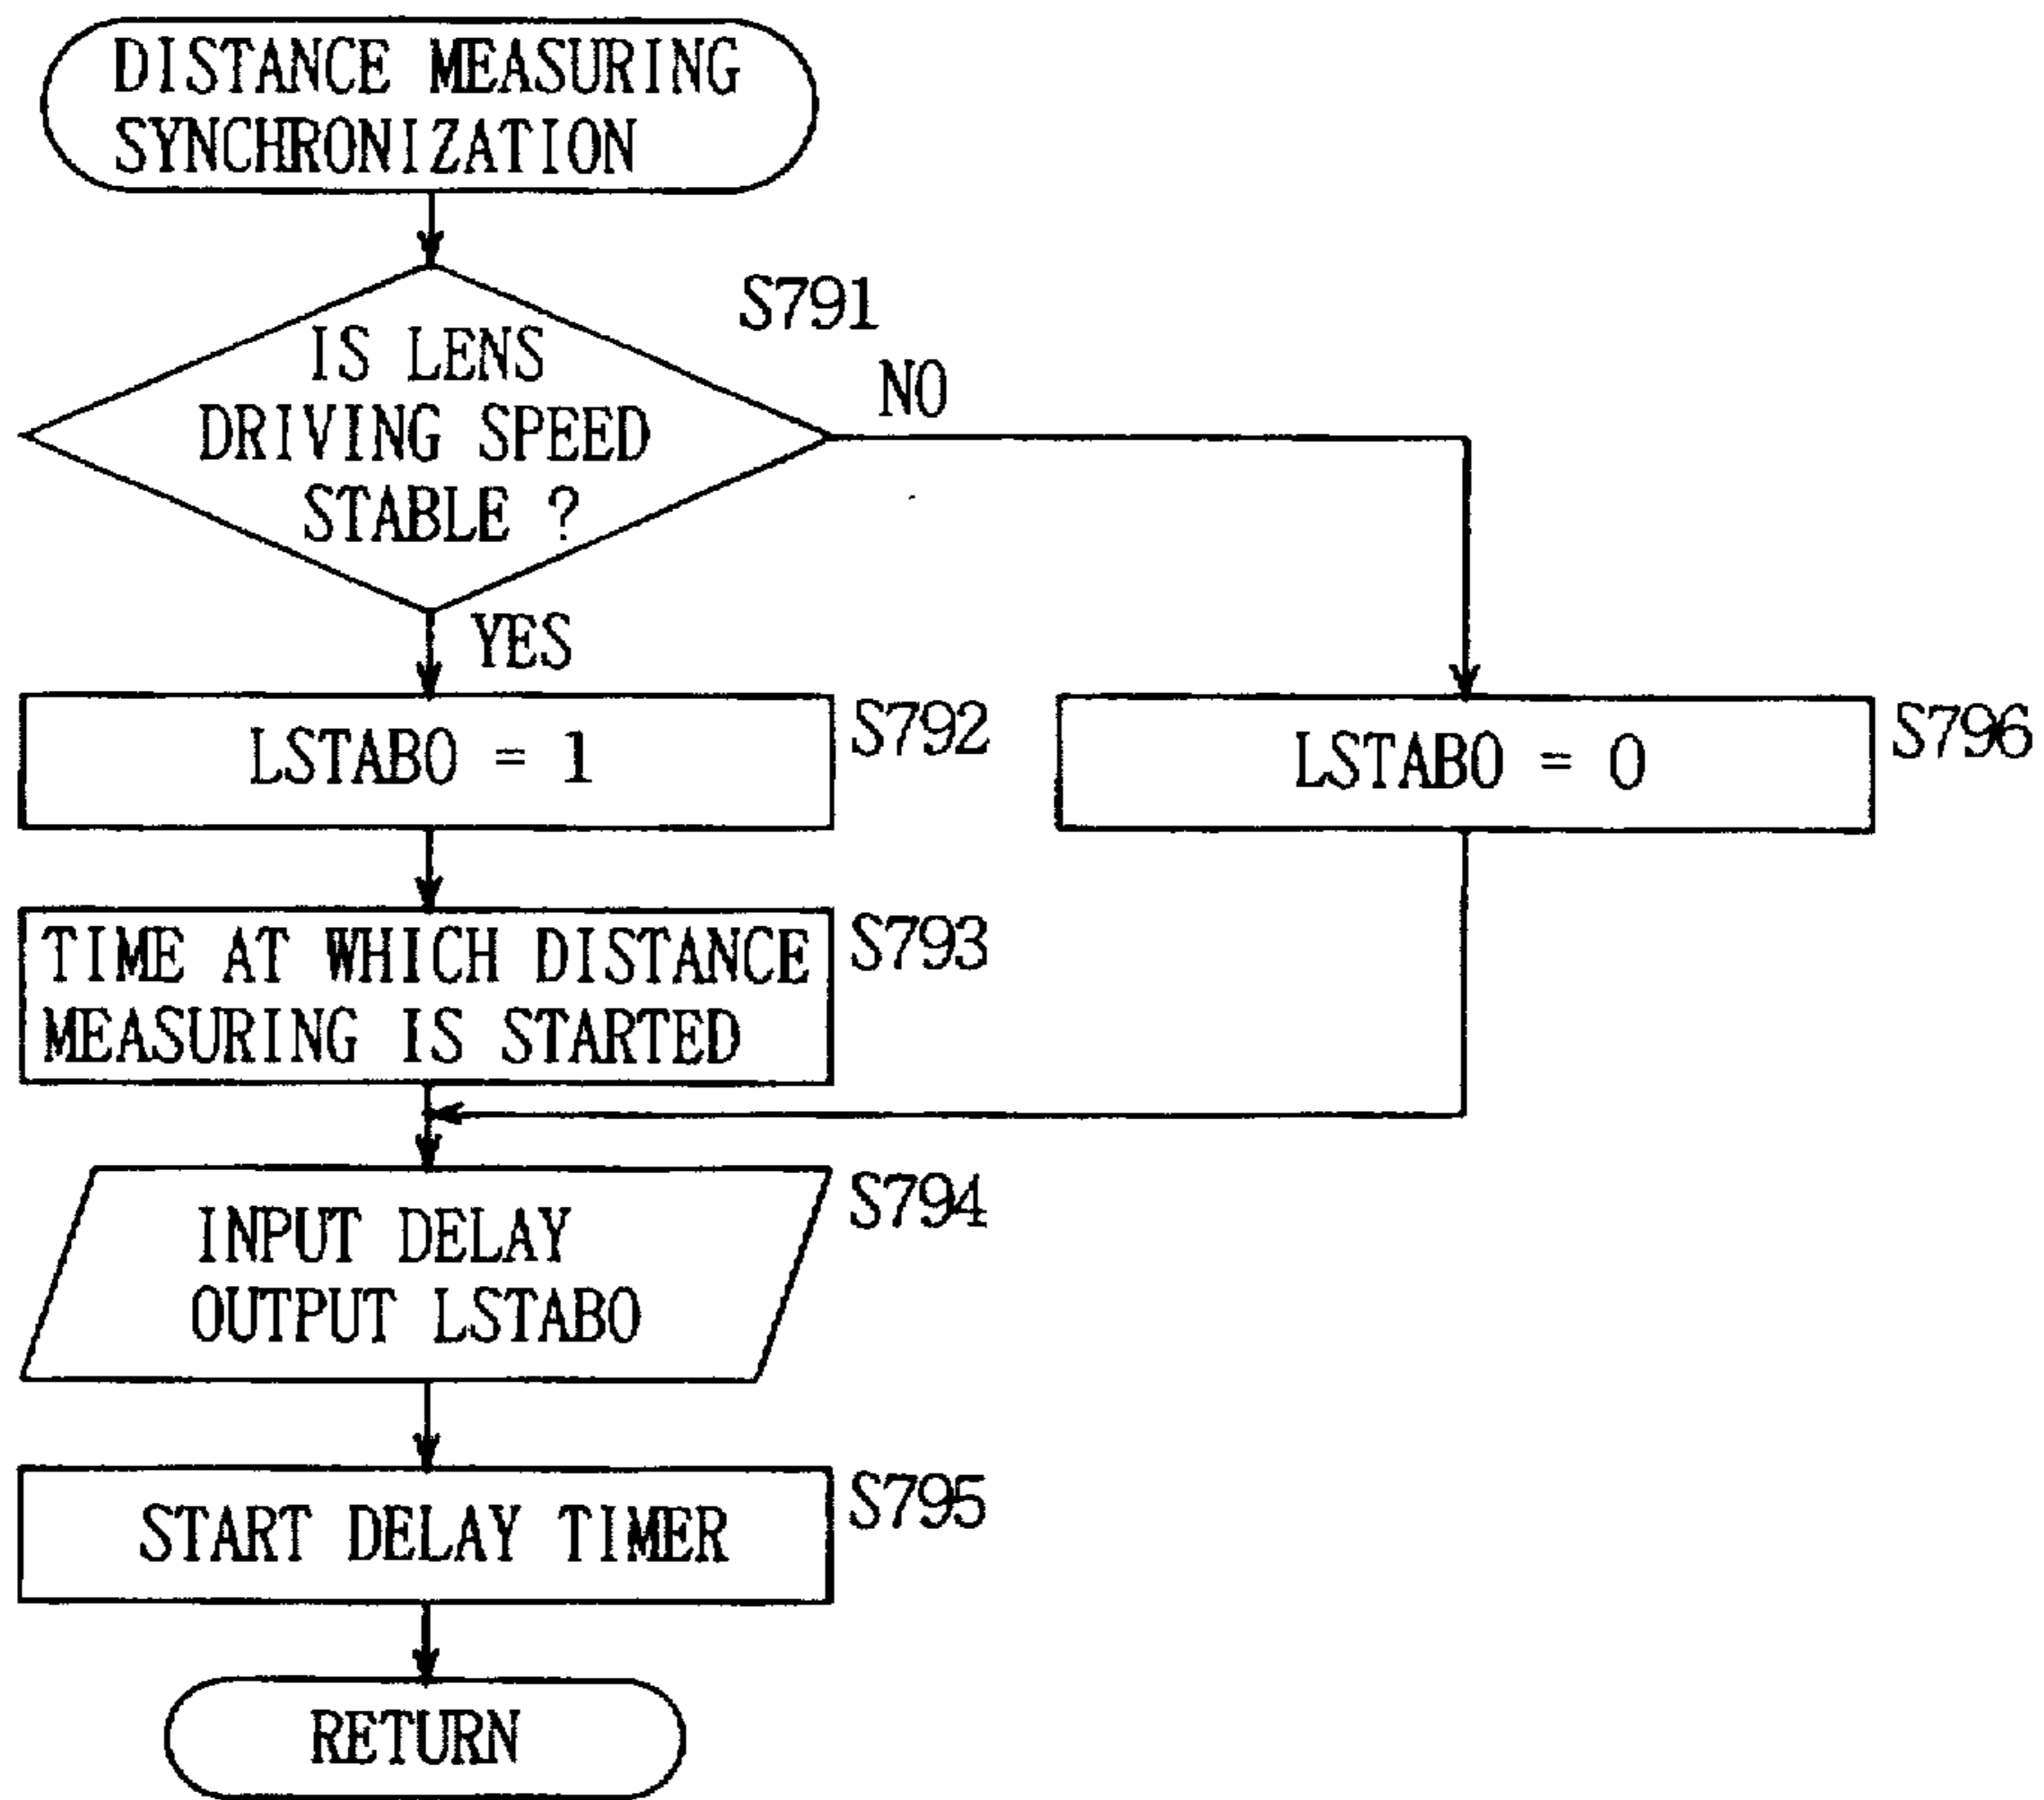 DISTANCE MEASURING
SYNCHRONIZATION
S791
IS LENS
DRIVING SPEED
STABLE ?
NO
YES
LSTABO = 1
S792
LSTABO = 0
S796
TIME AT WHICH DISTANCE
MEASURING IS STARTED
S793
INPUT DELAY
OUTPUT LSTABO
S794
START DELAY TIMER
S795
RETURN